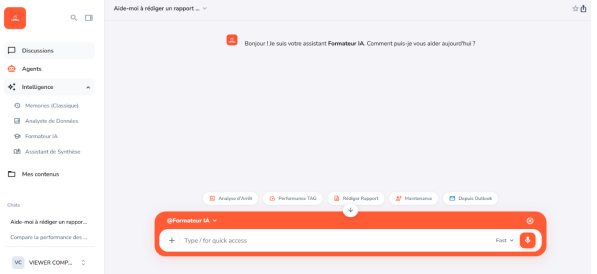 Aide-moi à rédiger un rapport ...
Discussions
Agents
Intelligence
Memories (Classique)
Analyste de Données
Formateur IA
Assistant de Synthèse
Mes contenus
Chats
Aide-moi à rédiger un rappor...
Compare la performance des ...
VC VIEWER COMP...
Bonjour ! Je suis votre assistant Formateur IA. Comment puis-je vous aider aujourd'hui ?
Analyse d'Arrêt
Performance TAG
Rédiger Rapport
Maintenance
Depuis Outlook
@Formateur IA
Type / for quick access
Fast